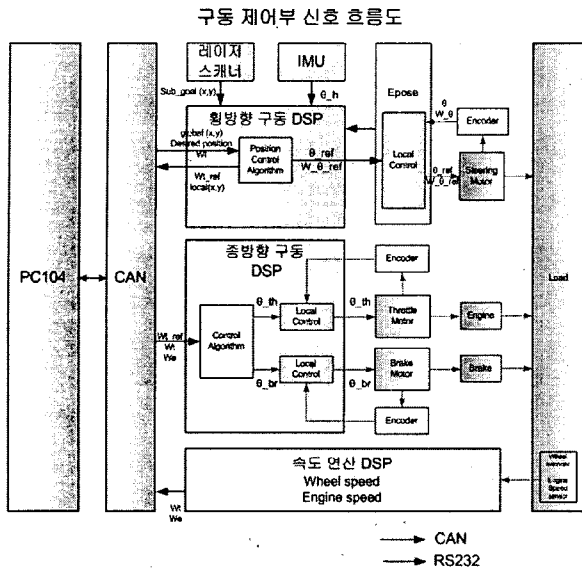 구동 제어부 신호 흐름도
레이저
스캐너
IMU
Sub_goal (x,y)
θ_h
Epose
횡방향 구동 DSP
global (x,y)
Desired position
Wt
Position
Control
Algorithm
θ_ref
W_θ_ref
Wt_ref
local(x,y)
Local
Control
θ
W_θ
Encoder
θ_ref
W_θ_ref
Steering
Motor
PC104
CAN
Load
종방향 구동
DSP
Encoder
θ_th
Local
Control
θ_th
Throttle
Motor
Engine
Wt_ref
Wt
We
Control
Algorithm
Local
Control
θ_br
θ_br
Brake
Motor
Brake
Encoder
속도 연산 DSP
Wheel speed
Engine speed
Wt
We
Engine
Speed
sensor
CAN
RS232